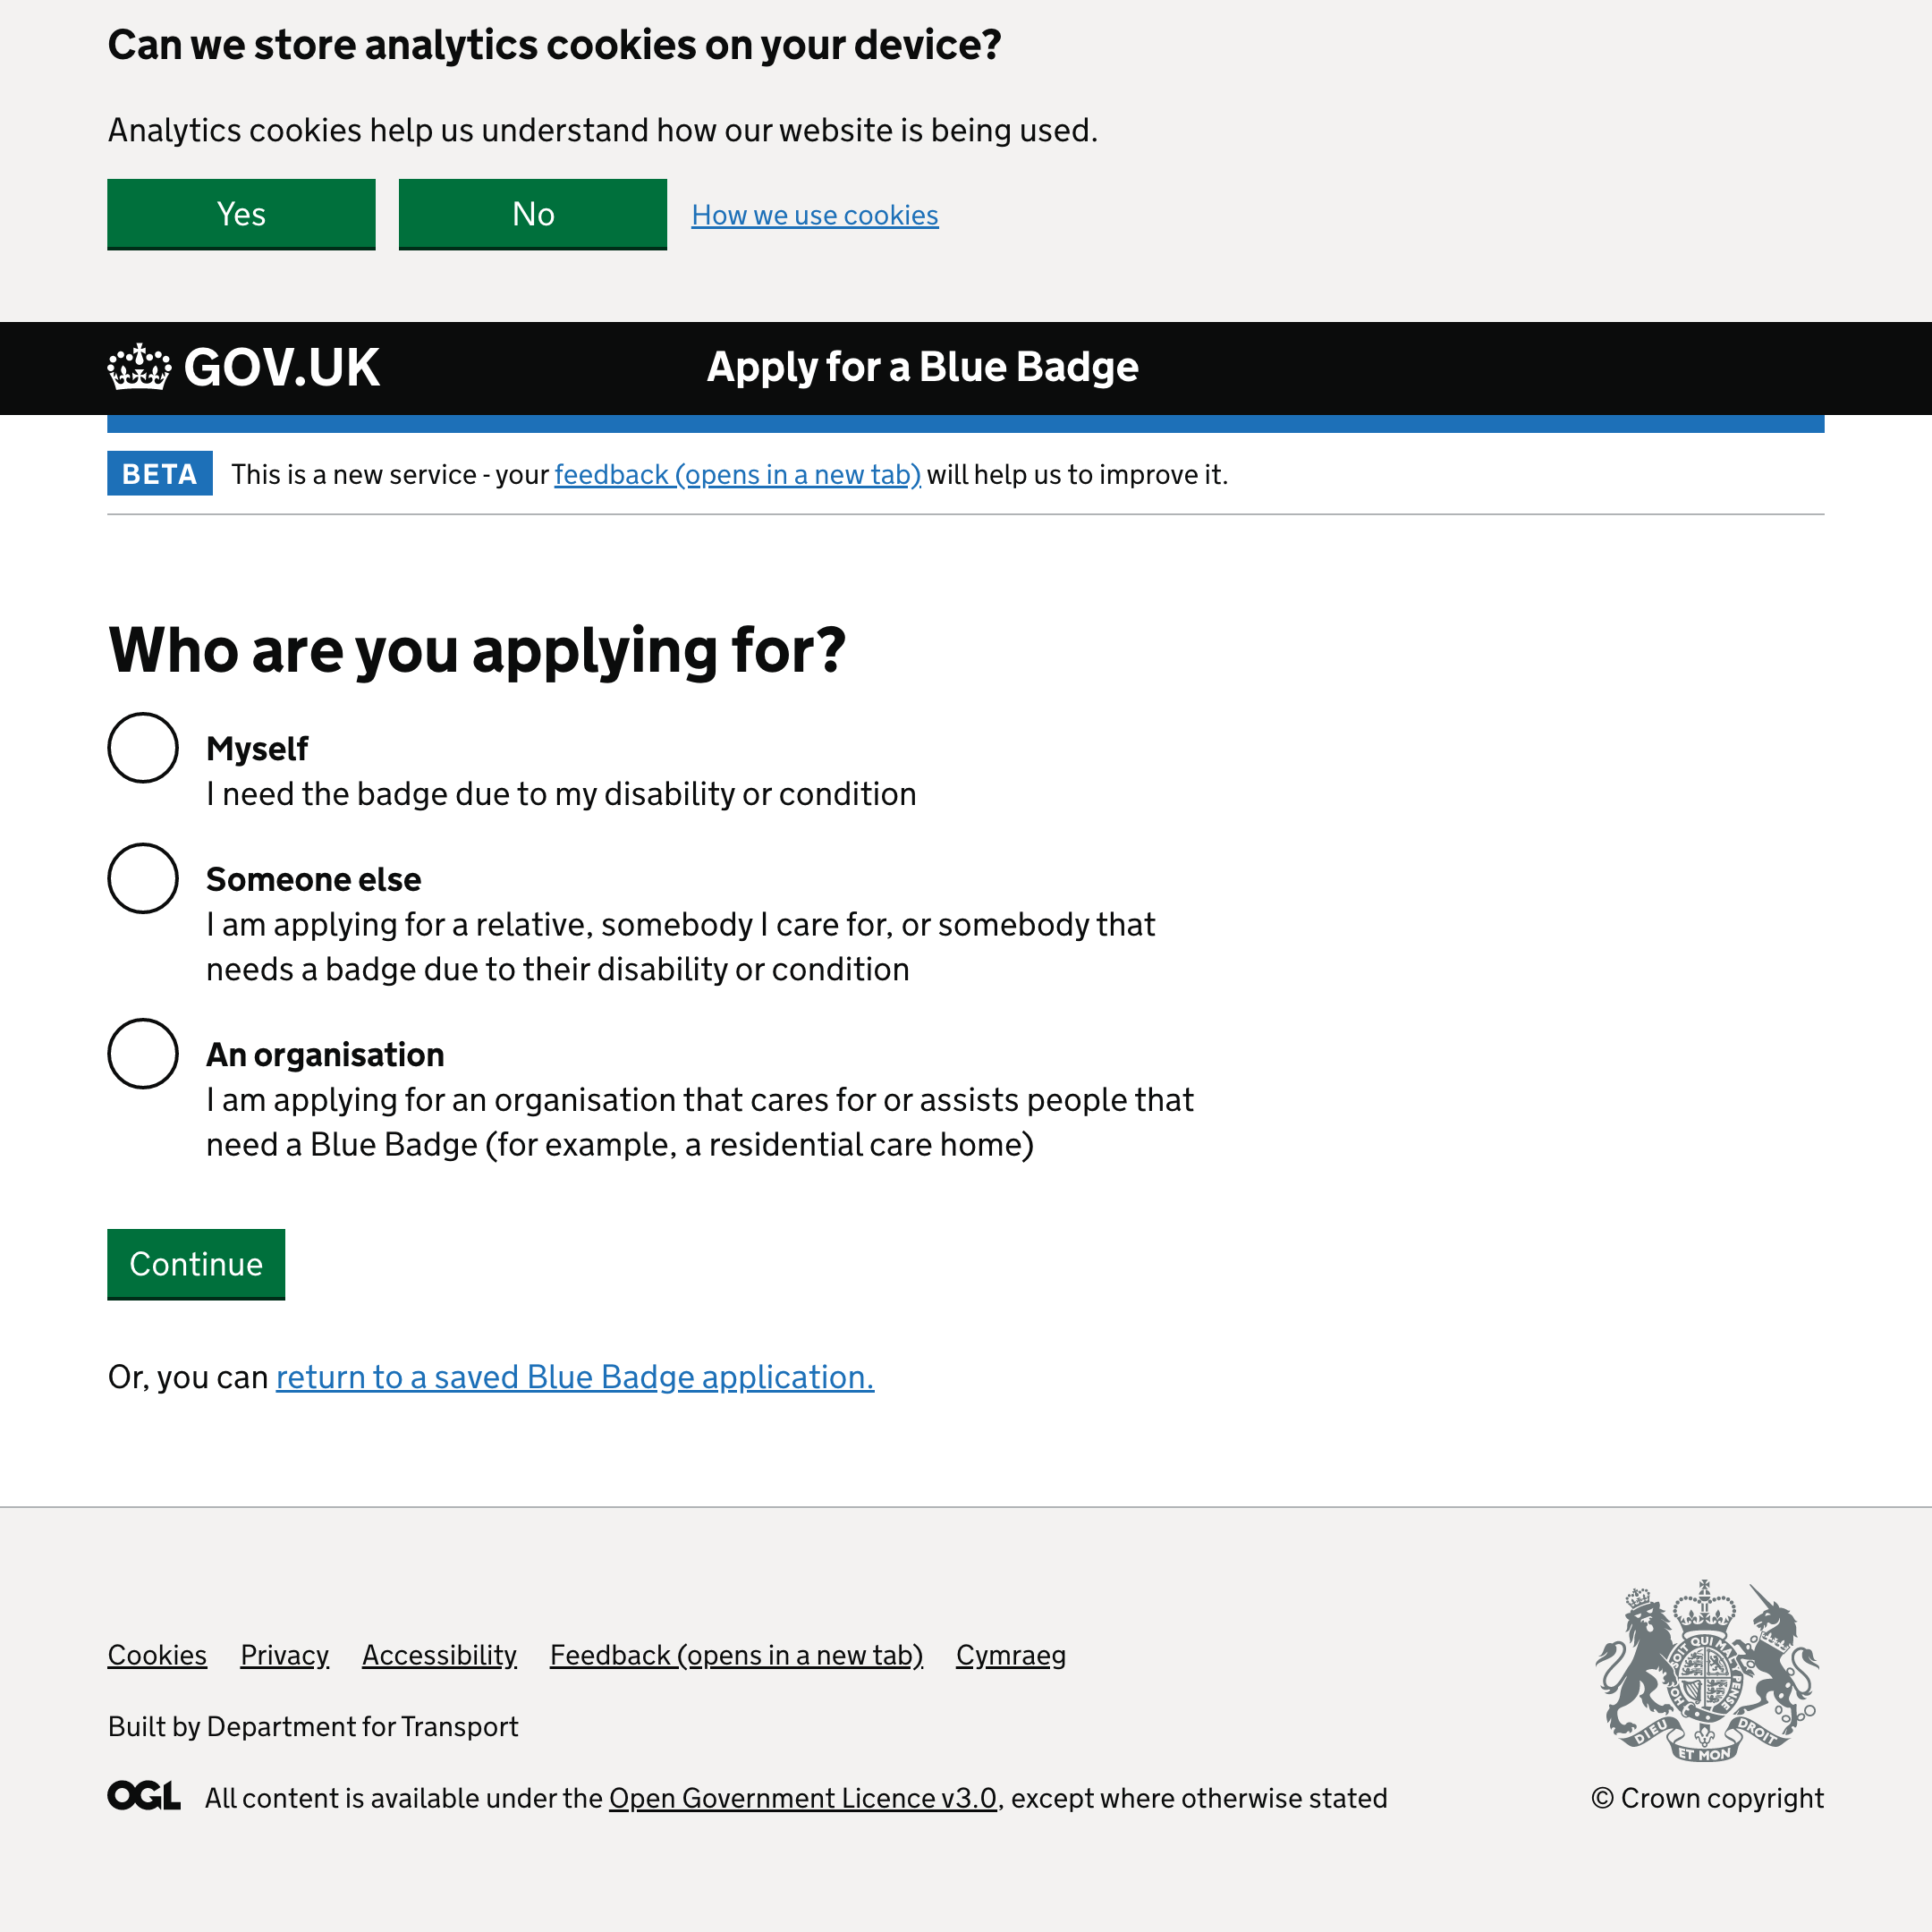 Can we store analytics cookies on your device?
Analytics cookies help us understand how our website is being used.
Yes No How we use cookies
GOV.UK Apply for a Blue Badge
BETA This is a new service - your feedback (opens in a new tab) will help us to improve it.
Who are you applying for?
Myself
I need the badge due to my disability or condition
Someone else
I am applying for a relative, somebody I care for, or somebody that
needs a badge due to their disability or condition
An organisation
I am applying for an organisation that cares for or assists people that
need a Blue Badge (for example, a residential care home)
Continue
Or, you can return to a saved Blue Badge application.
Cookies Privacy Accessibility Feedback (opens in a new tab) Cymraeg
Built by Department for Transport
OGL All content is available under the Open Government Licence v3.0, except where otherwise stated
SOIT QUI MAL Y PENSE
DIEU ET MON DROIT
© Crown copyright